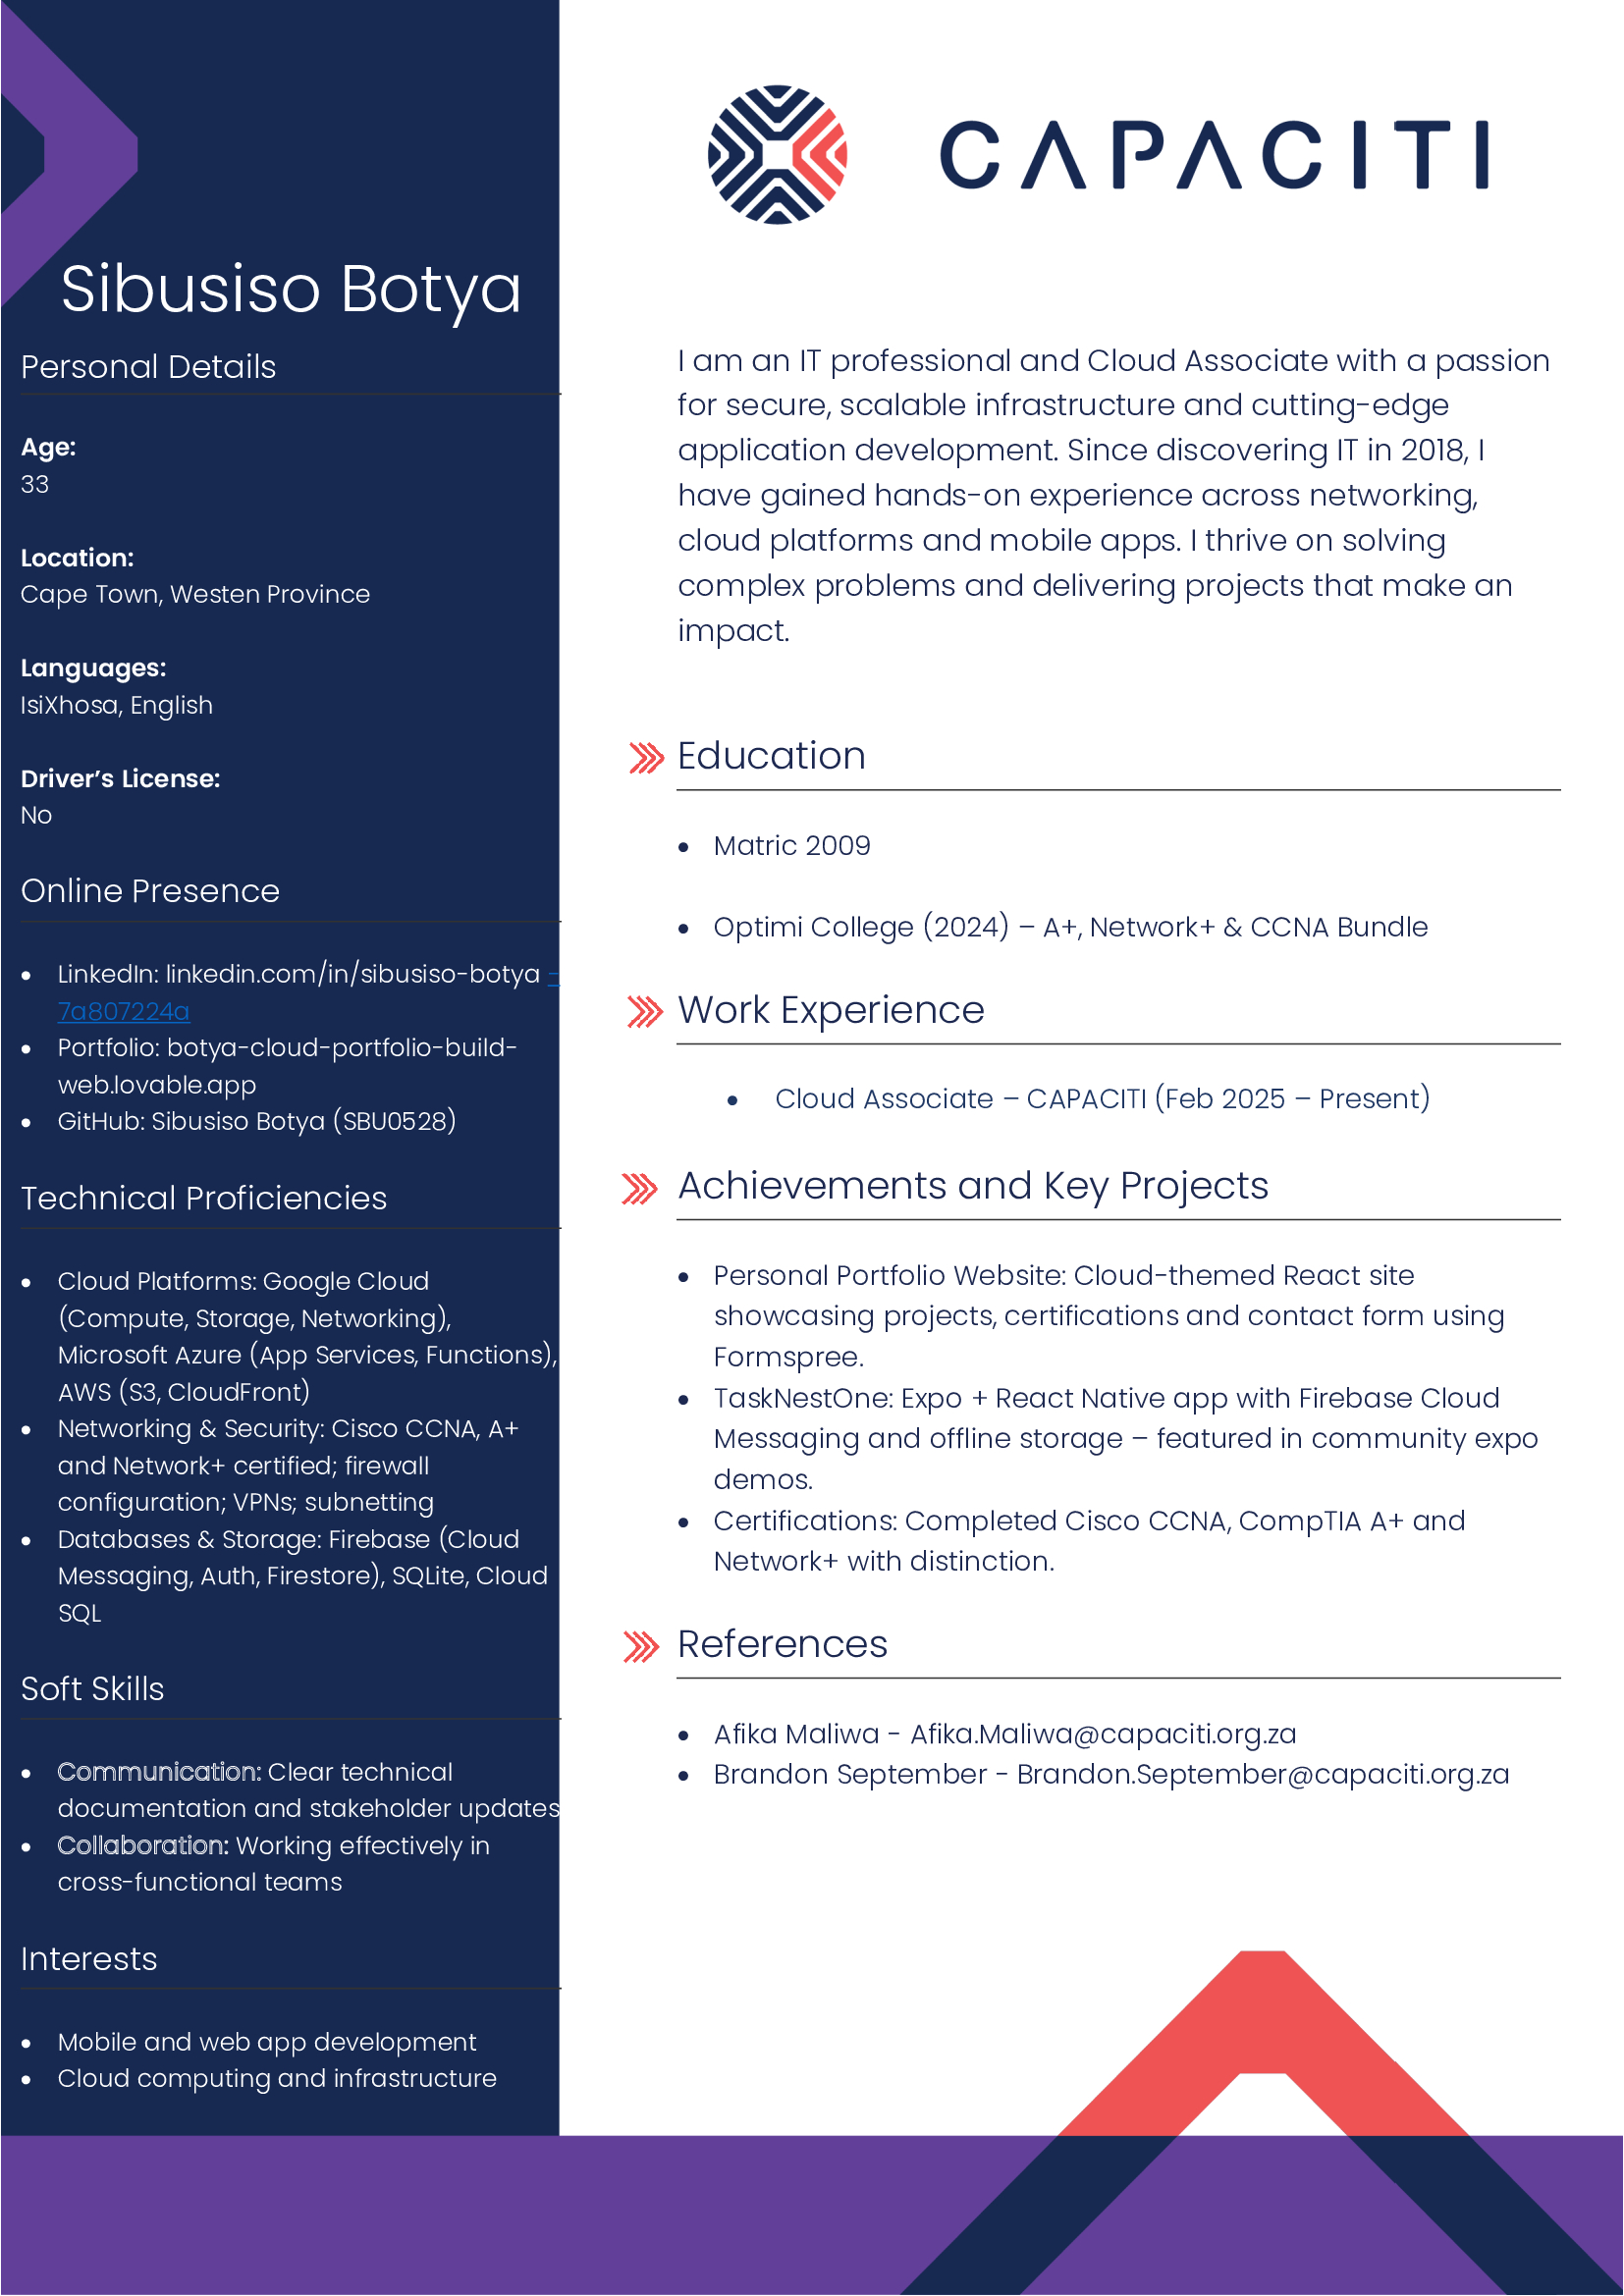 Sibusiso Botya
Personal Details
Age:
33
Location:
Cape Town, Westen Province
Languages:
IsiXhosa, English
Driver’s License:
No
Online Presence
• LinkedIn: linkedin.com/in/sibusiso-botya -
7a807224a
• Portfolio: botya-cloud-portfolio-build-
web.lovable.app
• GitHub: Sibusiso Botya (SBU0528)
Technical Proficiencies
• Cloud Platforms: Google Cloud
(Compute, Storage, Networking),
Microsoft Azure (App Services, Functions),
AWS (S3, CloudFront)
• Networking & Security: Cisco CCNA, A+
and Network+ certified; firewall
configuration; VPNs; subnetting
• Databases & Storage: Firebase (Cloud
Messaging, Auth, Firestore), SQLite, Cloud
SQL
Soft Skills
• Communication: Clear technical
documentation and stakeholder updates
• Collaboration: Working effectively in
cross-functional teams
Interests
• Mobile and web app development
• Cloud computing and infrastructure
CAPACITI
I am an IT professional and Cloud Associate with a passion
for secure, scalable infrastructure and cutting-edge
application development. Since discovering IT in 2018, I
have gained hands-on experience across networking,
cloud platforms and mobile apps. I thrive on solving
complex problems and delivering projects that make an
impact.
Education
• Matric 2009
• Optimi College (2024) – A+, Network+ & CCNA Bundle
Work Experience
• Cloud Associate – CAPACITI (Feb 2025 – Present)
Achievements and Key Projects
• Personal Portfolio Website: Cloud-themed React site
showcasing projects, certifications and contact form using
Formspree.
• TaskNestOne: Expo + React Native app with Firebase Cloud
Messaging and offline storage – featured in community expo
demos.
• Certifications: Completed Cisco CCNA, CompTIA A+ and
Network+ with distinction.
References
• Afika Maliwa - Afika.Maliwa@capaciti.org.za
• Brandon September - Brandon.September@capaciti.org.za